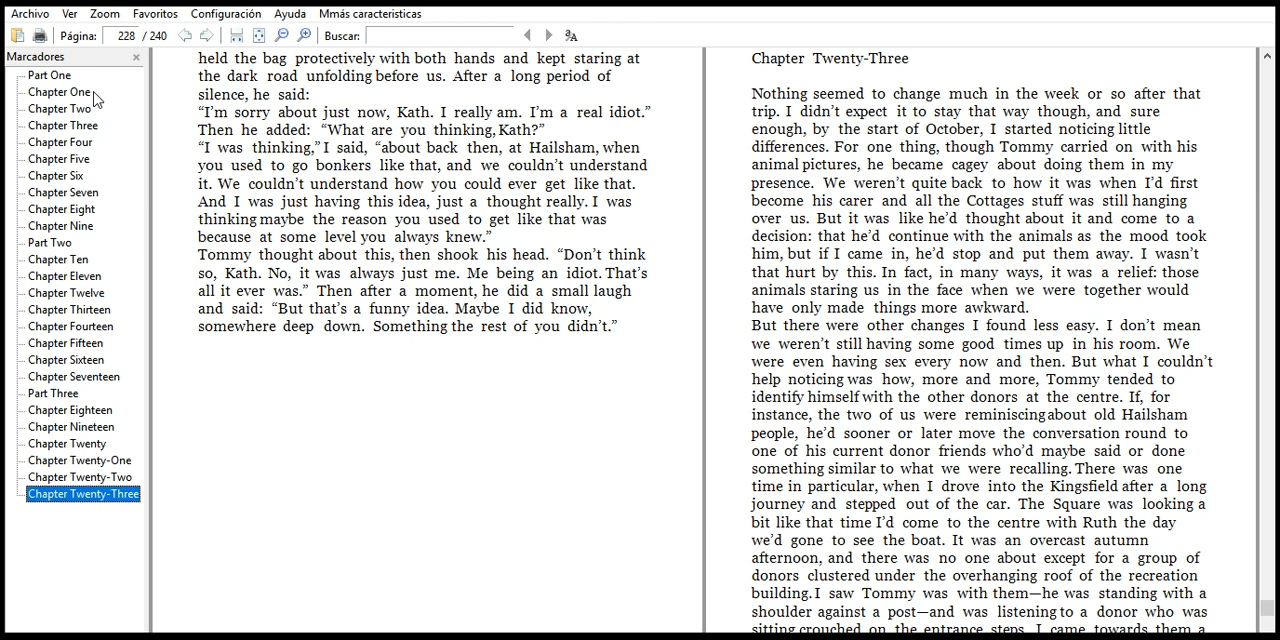 Archivo Ver Zoom Favoritos Configuración Ayuda Mmás caracteristicas
Página: 228 / 240 Buscar:
Marcadores
Part One
Chapter One
Chapter Two
Chapter Three
Chapter Four
Chapter Five
Chapter Six
Chapter Seven
Chapter Eight
Chapter Nine
Part Two
Chapter Ten
Chapter Eleven
Chapter Twelve
Chapter Thirteen
Chapter Fourteen
Chapter Fifteen
Chapter Sixteen
Chapter Seventeen
Part Three
Chapter Eighteen
Chapter Nineteen
Chapter Twenty
Chapter Twenty-One
Chapter Twenty-Two
Chapter Twenty-Three
held the bag protectively with both hands and kept staring at
the dark road unfolding before us. After a long period of
silence, he said:
“I’m sorry about just now, Kath. I really am. I’m a real idiot.”
Then he added: “What are you thinking, Kath?”
“I was thinking,” I said, “about back then, at Hailsham, when
you used to go bonkers like that, and we couldn’t understand
it. We couldn’t understand how you could ever get like that.
And I was just having this idea, just a thought really. I was
thinking maybe the reason you used to get like that was
because at some level you always knew.”
Tommy thought about this, then shook his head. “Don’t think
so, Kath. No, it was always just me. Me being an idiot. That’s
all it ever was.” Then after a moment, he did a small laugh
and said: “But that’s a funny idea. Maybe I did know,
somewhere deep down. Something the rest of you didn’t.”
Chapter Twenty-Three
Nothing seemed to change much in the week or so after that
trip. I didn’t expect it to stay that way though, and sure
enough, by the start of October, I started noticing little
differences. For one thing, though Tommy carried on with his
animal pictures, he became cagey about doing them in my
presence. We weren’t quite back to how it was when I’d first
become his carer and all the Cottages stuff was still hanging
over us. But it was like he’d thought about it and come to a
decision: that he’d continue with the animals as the mood took
him, but if I came in, he’d stop and put them away. I wasn’t
that hurt by this. In fact, in many ways, it was a relief: those
animals staring us in the face when we were together would
have only made things more awkward.
But there were other changes I found less easy. I don’t mean
we weren’t still having some good times up in his room. We
were even having sex every now and then. But what I couldn’t
help noticing was how, more and more, Tommy tended to
identify himself with the other donors at the centre. If, for
instance, the two of us were reminiscing about old Hailsham
people, he’d sooner or later move the conversation round to
one of his current donor friends who’d maybe said or done
something similar to what we were recalling. There was one
time in particular, when I drove into the Kingsfield after a long
journey and stepped out of the car. The Square was looking a
bit like that time I’d come to the centre with Ruth the day
we’d gone to see the boat. It was an overcast autumn
afternoon, and there was no one about except for a group of
donors clustered under the overhanging roof of the recreation
building. I saw Tommy was with them—he was standing with a
shoulder against a post—and was listening to a donor who was
sitting crouched on the entrance steps. I came towards them a